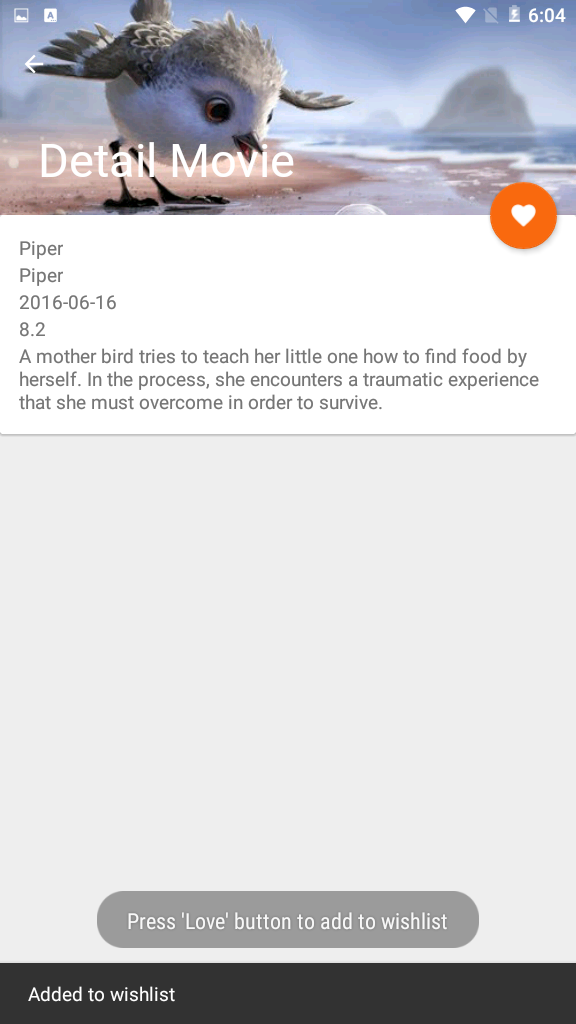 6:04
Detail Movie
Piper
Piper
2016-06-16
8.2
A mother bird tries to teach her little one how to find food by
herself. In the process, she encounters a traumatic experience
that she must overcome in order to survive.
Press 'Love' button to add to wishlist
Added to wishlist